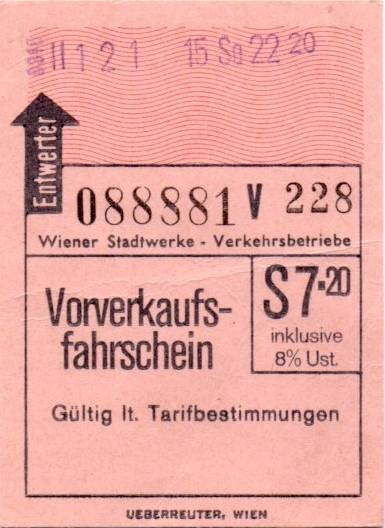 II 1 2 1 15 So 22 20
Entwerter
088881 V 228
Wiener Stadtwerke - Verkehrsbetriebe
Vorverkaufs-
fahrschein
S 7·20
inklusive
8% Ust.
Gültig lt. Tarifbestimmungen
UEBERREUTER, WIEN